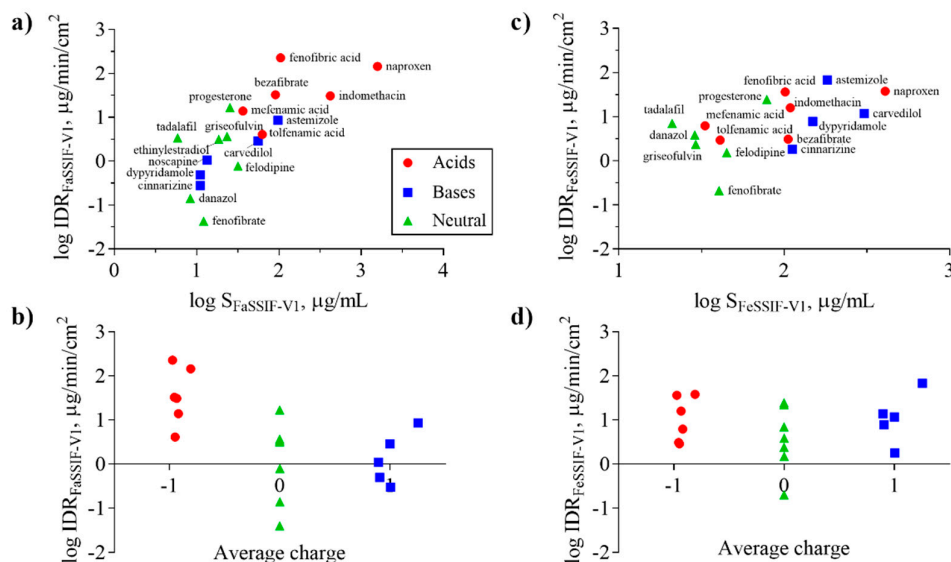 a)
log IDR_FaSSIF-V1, μg/min/cm²
3
2
1
0
-1
-2
fenofibric acid
naproxen
bezafibrate
indomethacin
progesterone
mefenamic acid
astemizole
tadalafil
griseofulvin
tolfenamic acid
ethinylestradiol
noscapine
carvedilol
dypyridamole
felodipine
cinnarizine
danazol
fenofibrate
Acids
Bases
Neutral
0 1 2 3 4
log S_FaSSIF-V1, μg/mL
c)
log IDR_FeSSIF-V1, μg/min/cm²
3
2
1
0
-1
-2
fenofibric acid
astemizole
progesterone
naproxen
tadalafil
mefenamic acid
indomethacin
carvedilol
danazol
tolfenamic acid
dypyridamole
bezafibrate
griseofulvin
felodipine
cinnarizine
fenofibrate
1 2 3
log S_FeSSIF-V1, μg/mL
b)
log IDR_FaSSIF-V1, μg/min/cm²
3
2
1
0
-1
-2
-1 0 1
Average charge
d)
log IDR_FeSSIF-V1, μg/min/cm²
3
2
1
0
-1
-2
-1 0 1
Average charge